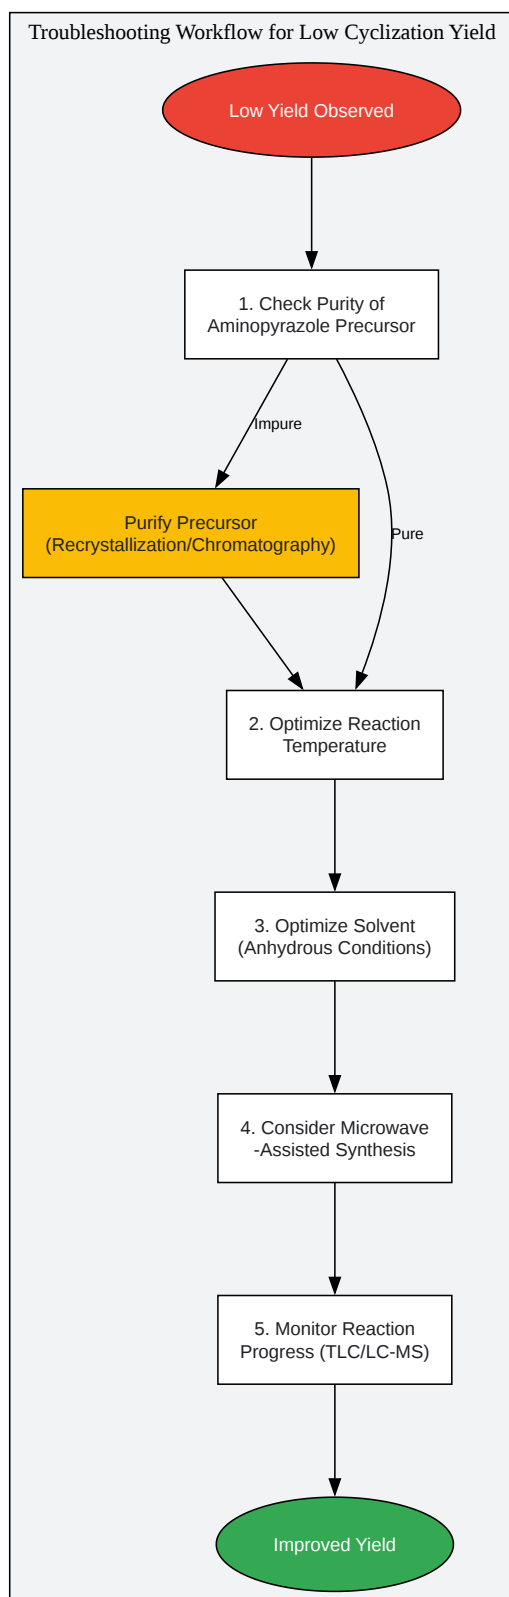 Troubleshooting Workflow for Low Cyclization Yield
Low Yield Observed
1. Check Purity of
Aminopyrazole Precursor
Impure
Purify Precursor
(Recrystallization/Chromatography)
Pure
2. Optimize Reaction
Temperature
3. Optimize Solvent
(Anhydrous Conditions)
4. Consider Microwave
-Assisted Synthesis
5. Monitor Reaction
Progress (TLC/LC-MS)
Improved Yield